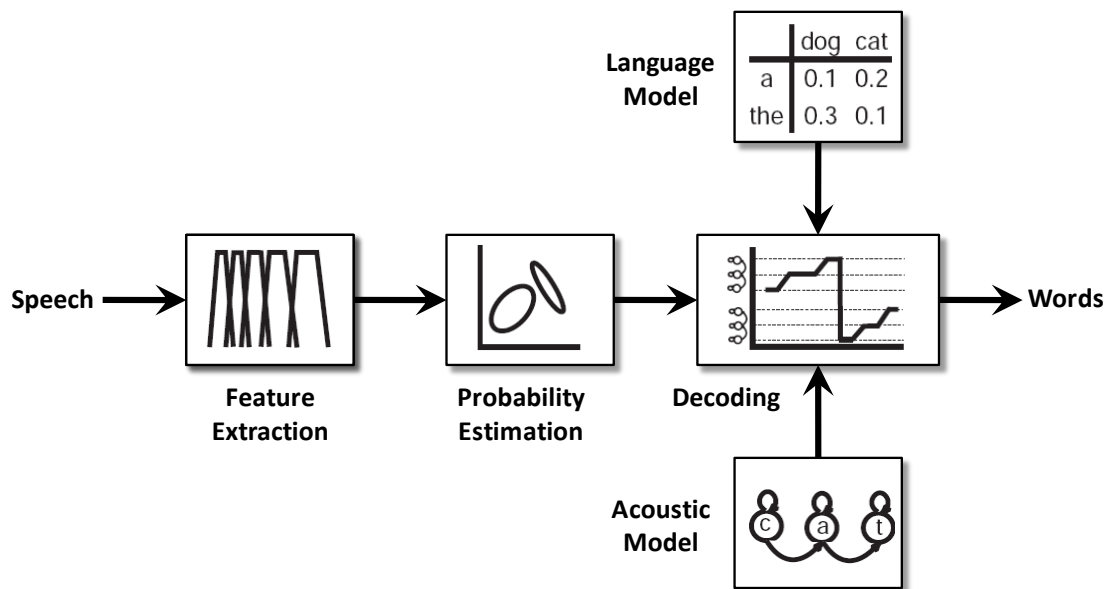 dog cat
Language
Model
a 0.1 0.2
the 0.3 0.1
Speech
Words
Feature
Extraction
Probability
Estimation
Decoding
Acoustic
Model
c a t